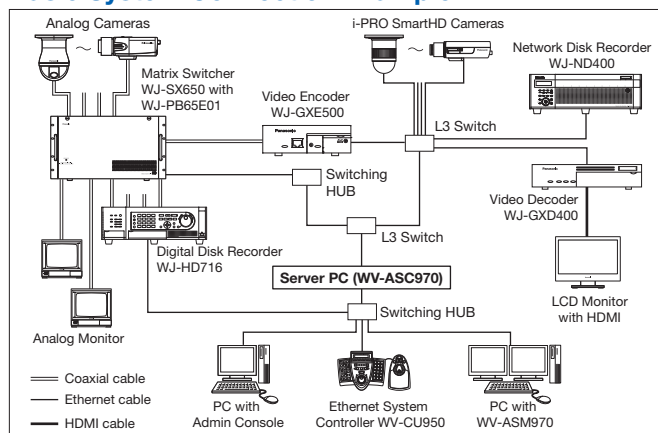 Analog Cameras
i-PRO SmartHD Cameras
Network Disk Recorder
WJ-ND400
Matrix Switcher
WJ-SX650 with
WJ-PB65E01
Video Encoder
WJ-GXE500
Panasonic
L3 Switch
Switching
HUB
Panasonic
Video Decoder
WJ-GXD400
L3 Switch
Digital Disk Recorder
WJ-HD716
Server PC (WV-ASC970)
LCD Monitor
with HDMI
Analog Monitor
Switching HUB
Coaxial cable
Ethernet cable
HDMI cable
PC with
Admin Console
Ethernet System
Controller WV-CU950
PC with
WV-ASM970